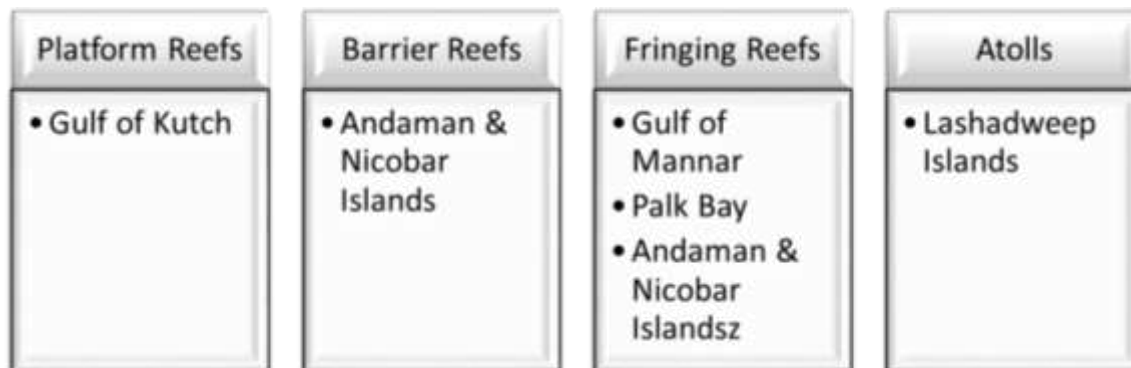 Platform Reefs
• Gulf of Kutch
Barrier Reefs
• Andaman &
Nicobar
Islands
Fringing Reefs
• Gulf of
Mannar
• Palk Bay
• Andaman &
Nicobar
Islandsz
Atolls
• Lashadweep
Islands